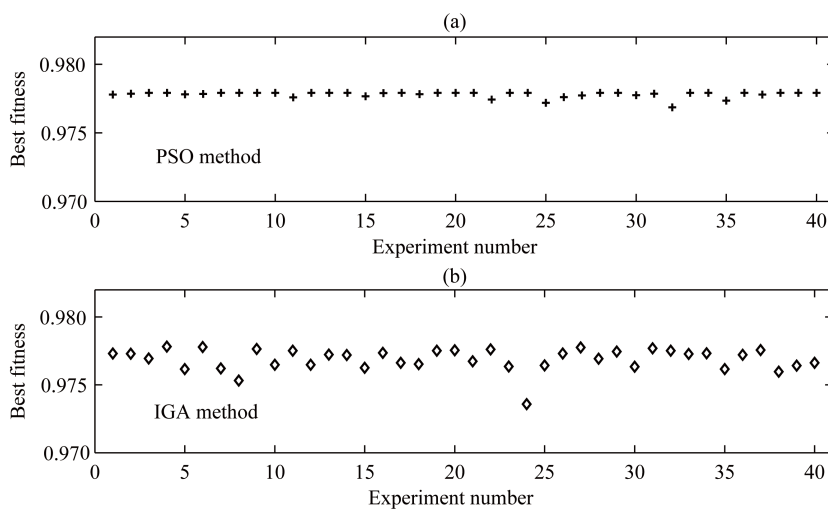 (a)
0.980
0.975
0.970
Best fitness
PSO method
0 5 10 15 20 25 30 35 40
Experiment number
(b)
0.980
0.975
0.970
Best fitness
IGA method
0 5 10 15 20 25 30 35 40
Experiment number